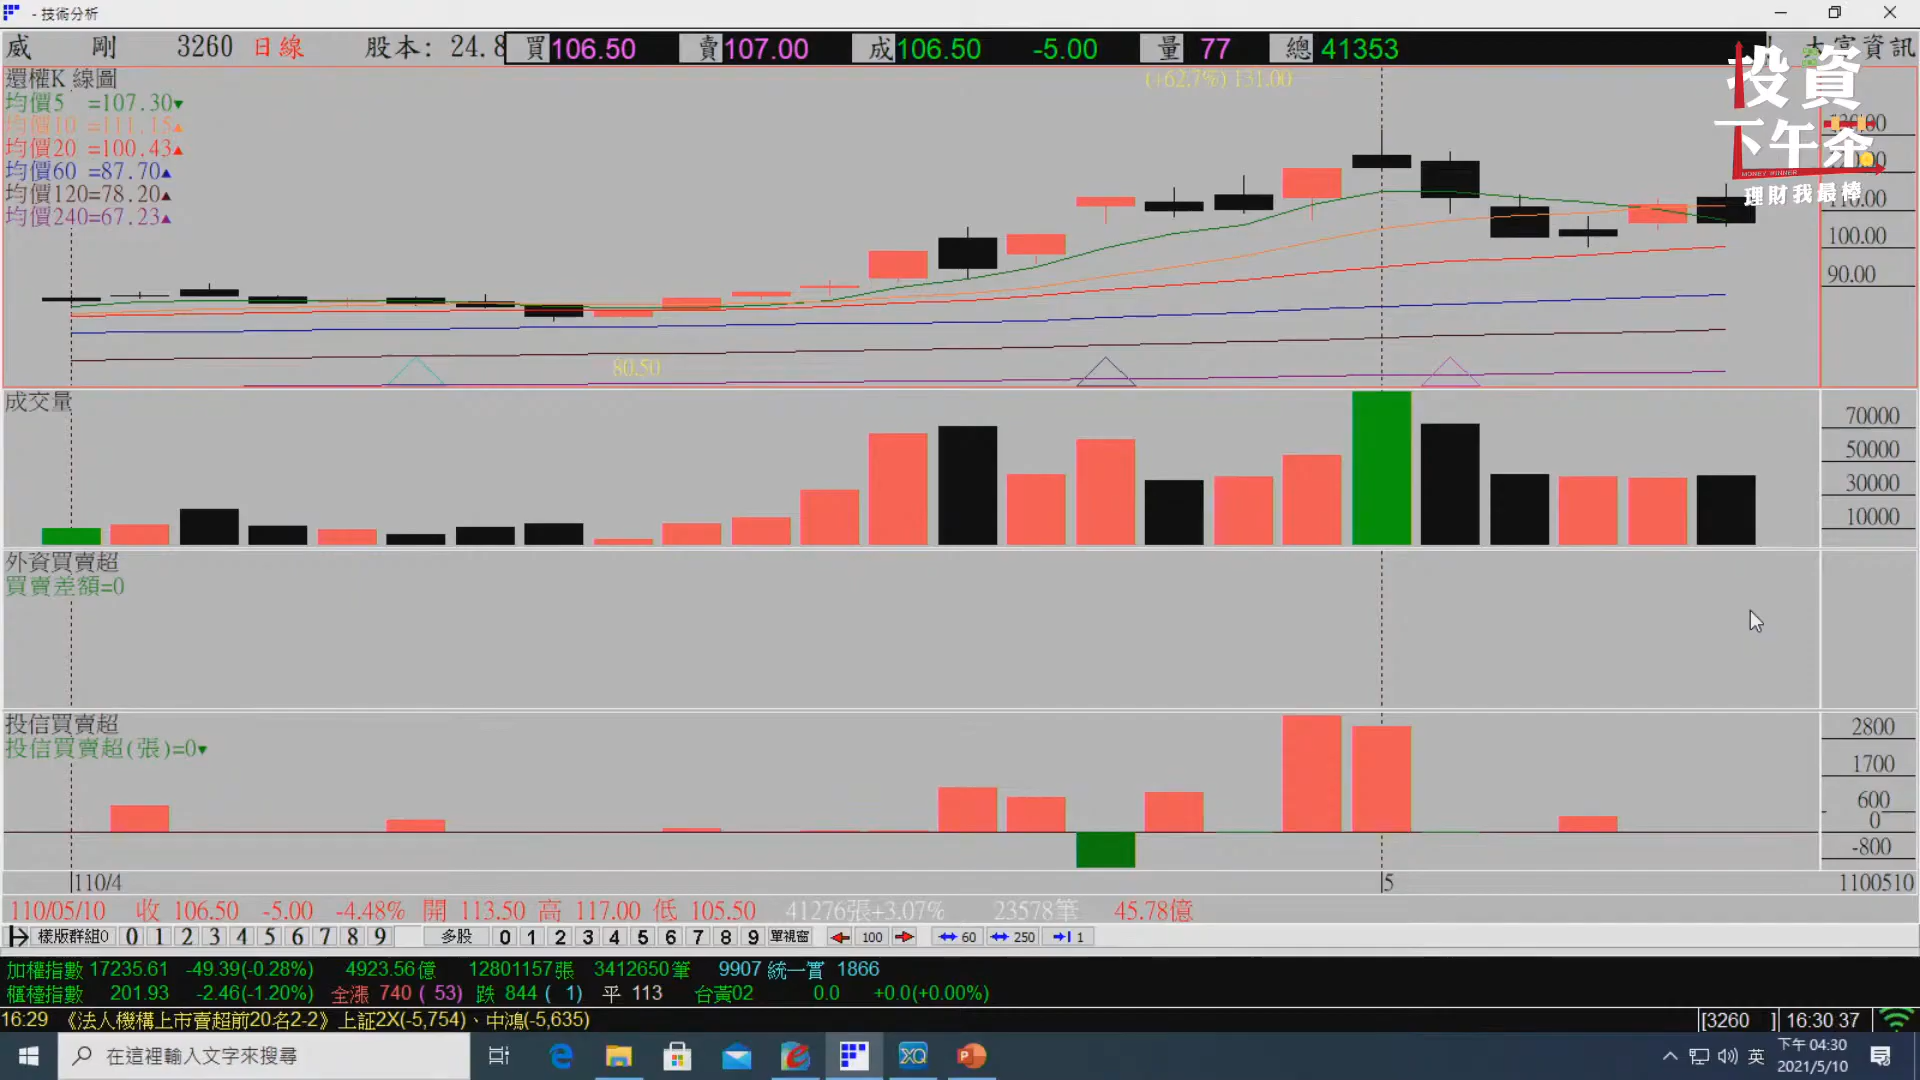 - 技術分析
威 剛 3260 日線 股本: 24.8 買106.50 賣107.00 成106.50 -5.00 量 77 總 41353 大富資訊
還權K 線圖
(+62.7%) 131.00
均價5 =107.30▾
均價10 =111.15▴
均價20 =100.43▴
均價60 =87.70▴
均價120=78.20▴
均價240=67.23▴
投資
下午茶
MONEY WINNER
理財我最棒
110.00
100.00
90.00
80.50
成交量
70000
50000
30000
10000
外資買賣超
買賣差額=0
投信買賣超
投信買賣超(張)=0▾
2800
1700
600
0
-800
110/4 5 1100510
110/05/10 收 106.50 -5.00 -4.48% 開 113.50 高 117.00 低 105.50 41276張+3.07% 23578筆 45.78億
樣版群組0 0 1 2 3 4 5 6 7 8 9 多股 0 1 2 3 4 5 6 7 8 9 單視窗 100 60 250 1
加權指數 17235.61 -49.39(-0.28%) 4923.56億 12801157張 3412650筆 9907 統一實 1866
櫃檯指數 201.93 -2.46(-1.20%) 全漲 740 ( 53) 跌 844 ( 1) 平 113 台黃02 0.0 +0.0(+0.00%)
16:29 《法人機構上市賣超前20名2-2》上証2X(-5,754)、中鴻(-5,635) [3260 ] 16:30 37
在這裡輸入文字來搜尋
英
下午 04:30
2021/5/10